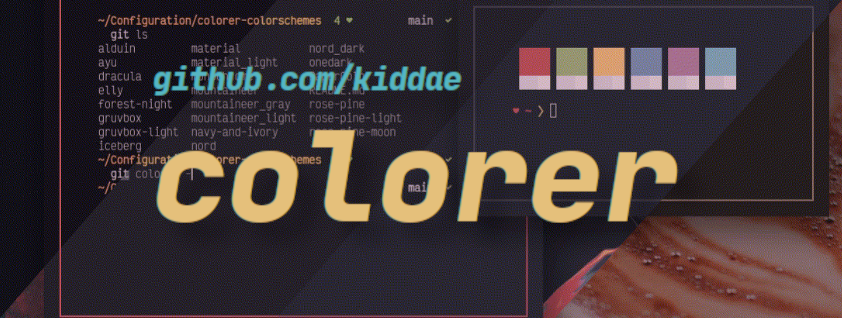 ~/Configuration/colorer-colorschemes 4 ♥ main ✓
git ls
alduin material nord_dark
ayu material_light onedark
dracula
github.com/kiddae
elly mountaineer README.md
forest-night mountaineer_gray rose-pine
gruvbox mountaineer_light rose-pine-light
gruvbox-light navy-and-ivory rose-pine-moon
iceberg nord
~/Configurati colorer-colorschemes ✓
git colo
~/C main ✓
colorer
♥ ~ ❯